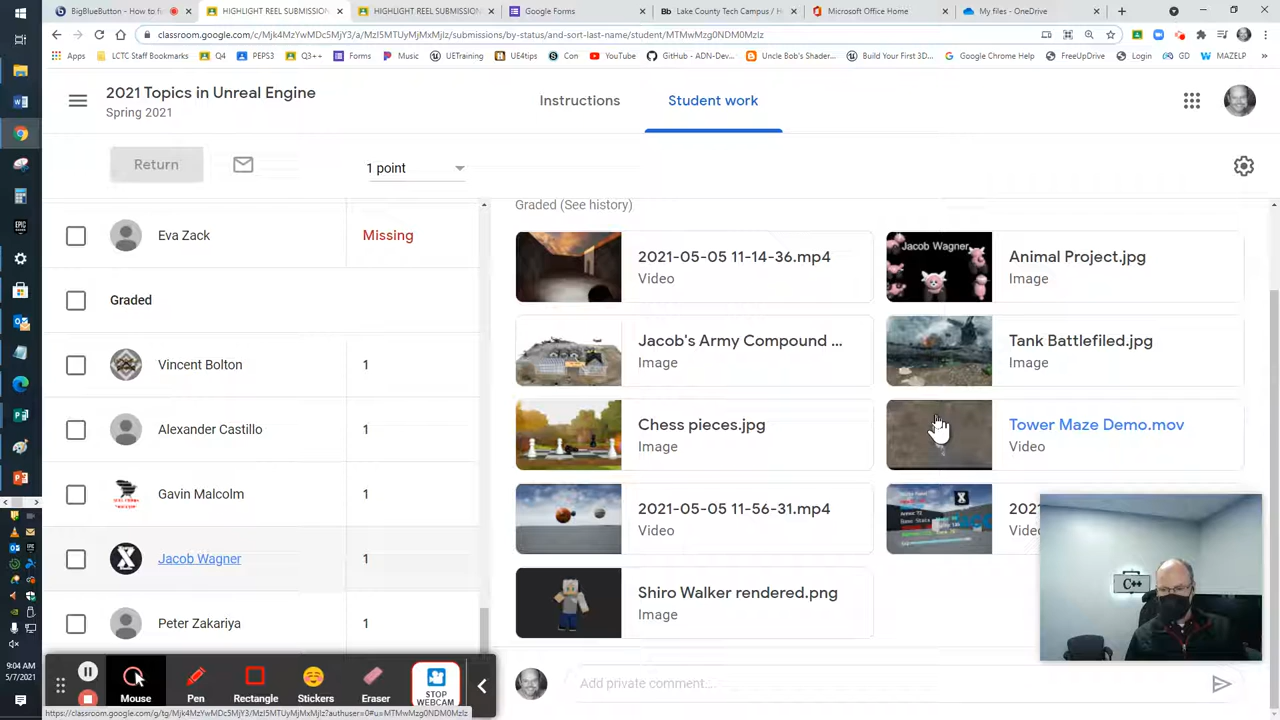 BigBlueButton - How to fi
HIGHLIGHT REEL SUBMISSION
HIGHLIGHT REEL SUBMISSION
Google Forms
Bb Lake County Tech Campus / H
Microsoft Office Home
My files - OneDrive
classroom.google.com/c/Mjk4MzYwMDc5MjY3/a/MzI5MTUyMjMxMjIz/submissions/by-status/and-sort-last-name/student/MTMwMzg0NDM0MzIz
Apps
LCTC Staff Bookmarks
Q4
PEPS3
Q3++
Forms
Music
UETraining
UE4tips
Con
YouTube
GitHub - ADN-Dev...
Uncle Bob's Shader...
Build Your First 3D...
Google Chrome Help
FreeUpDrive
Login
GD
MAZELP
2021 Topics in Unreal Engine
Spring 2021
Instructions
Student work
Return
1 point
Graded (See history)
Eva Zack
Missing
Graded
Vincent Bolton
1
Alexander Castillo
1
Gavin Malcolm
1
Jacob Wagner
1
Peter Zakariya
1
2021-05-05 11-14-36.mp4
Video
Jacob Wagner
Animal Project.jpg
Image
Jacob's Army Compound ...
Image
Tank Battlefiled.jpg
Image
Chess pieces.jpg
Image
Tower Maze Demo.mov
Video
2021-05-05 11-56-31.mp4
Video
202
Vide
Shiro Walker rendered.png
Image
C++
Add private comment...
Mouse
Pen
Rectangle
Stickers
Eraser
STOP
WEBCAM
9:04 AM
5/7/2021